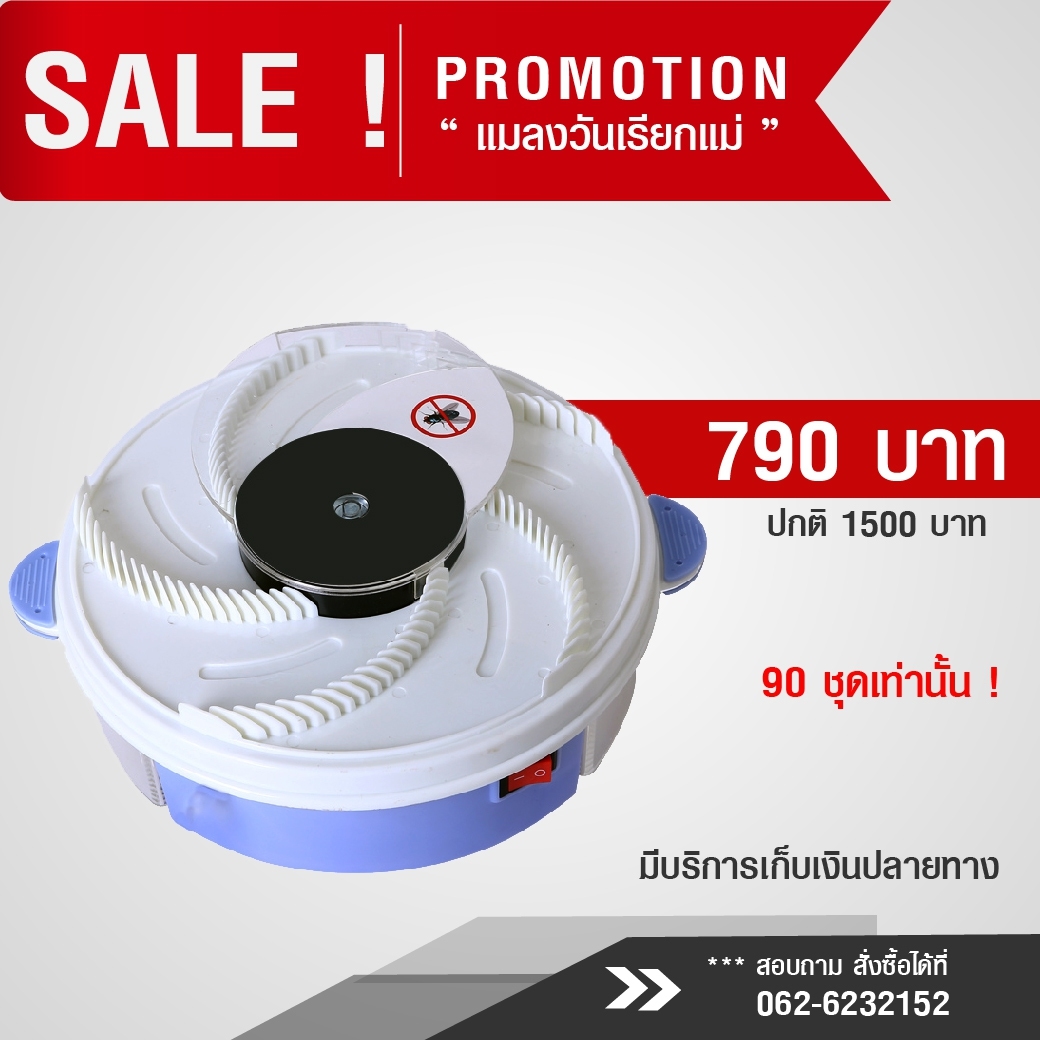 SALE !
PROMOTION
“ แมลงวันเรียกแม่ ”
790 บาท
ปกติ 1500 บาท
90 ชุดเท่านั้น !
มีบริการเก็บเงินปลายทาง
*** สอบถาม สั่งซื้อได้ที่
062-6232152